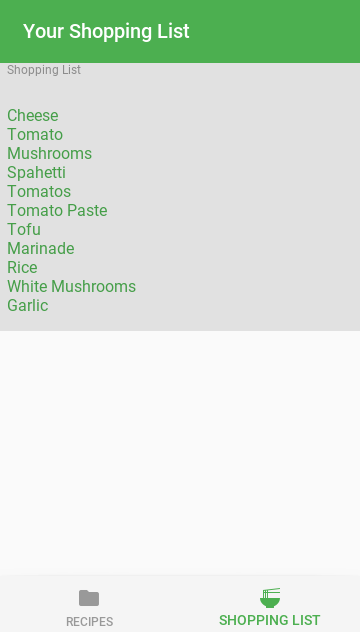 Your Shopping List
Shopping List
Cheese
Tomato
Mushrooms
Spahetti
Tomatos
Tomato Paste
Tofu
Marinade
Rice
White Mushrooms
Garlic
RECIPES
SHOPPING LIST